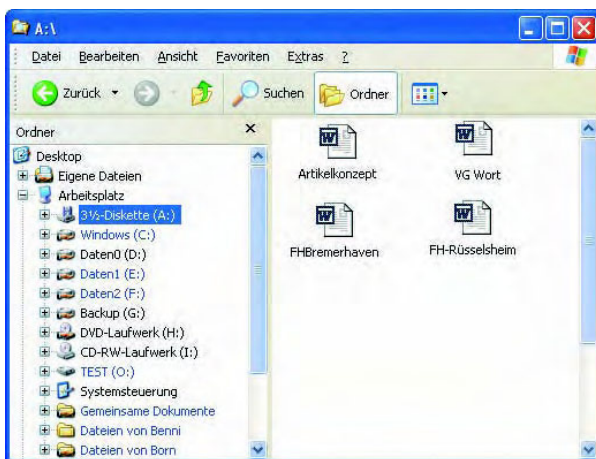 A:\
Datei Bearbeiten Ansicht Favoriten Extras ?
Zurück Suchen Ordner
Ordner
Desktop
Eigene Dateien
Arbeitsplatz
3½-Diskette (A:)
Windows (C:)
Daten0 (D:)
Daten1 (E:)
Daten2 (F:)
Backup (G:)
DVD-Laufwerk (H:)
CD-RW-Laufwerk (I:)
TEST (O:)
Systemsteuerung
Gemeinsame Dokumente
Dateien von Benni
Dateien von Born
Artikelkonzept VG Wort
FHBremerhaven FH-Rüsselsheim